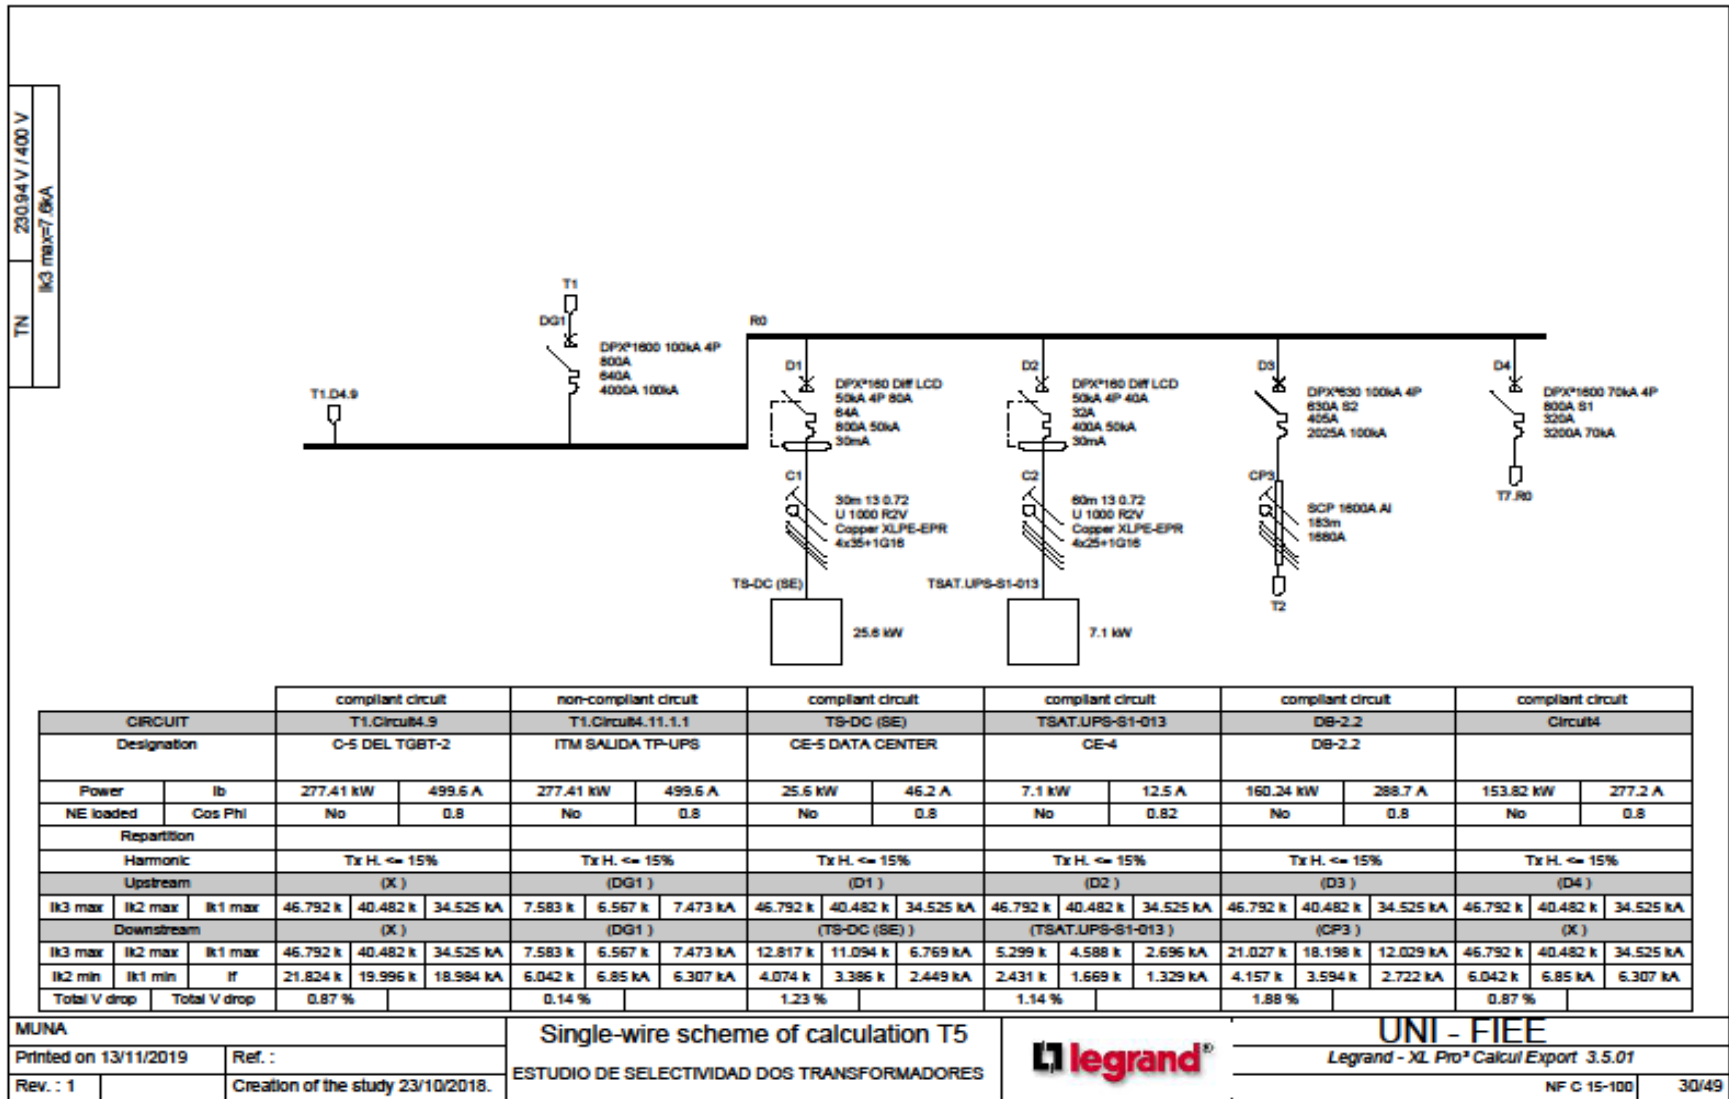 230.94 V / 400 V
TN
Ik3 max=7.6kA
T1
DG1
DPX³1600 100kA 4P
800A
640A
4000A 100kA
T1.D4.9
R0
D1
DPX³160 Diff LCD
50kA 4P 80A
64A
800A 50kA
30mA
C1
30m 13 0.72
U 1000 R2V
Copper XLPE-EPR
4x35+1G16
TS-DC (SE)
25.6 kW
D2
DPX³160 Diff LCD
50kA 4P 40A
32A
400A 50kA
30mA
C2
60m 13 0.72
U 1000 R2V
Copper XLPE-EPR
4x25+1G16
TSAT.UPS-S1-013
7.1 kW
D3
DPX³630 100kA 4P
630A S2
405A
2025A 100kA
CP3
SCP 1600A Al
183m
1680A
T2
D4
DPX³1600 70kA 4P
800A S1
320A
3200A 70kA
T7.R0
compliant circuit non-compliant circuit compliant circuit compliant circuit compliant circuit compliant circuit
CIRCUIT T1.Circuit4.9 T1.Circuit4.11.1.1 TS-DC (SE) TSAT.UPS-S1-013 DB-2.2 Circuit4
Designation C-5 DEL TGBT-2 ITM SALIDA TP-UPS CE-5 DATA CENTER CE-4 DB-2.2
Power Ib 277.41 kW 499.6 A 277.41 kW 499.6 A 25.6 kW 46.2 A 7.1 kW 12.5 A 160.24 kW 288.7 A 153.82 kW 277.2 A
NE loaded Cos Phi No 0.8 No 0.8 No 0.8 No 0.82 No 0.8 No 0.8
Repartition
Harmonic Tx H. <= 15% Tx H. <= 15% Tx H. <= 15% Tx H. <= 15% Tx H. <= 15% Tx H. <= 15%
Upstream (X ) (DG1 ) (D1 ) (D2 ) (D3 ) (D4 )
Ik3 max Ik2 max Ik1 max 46.792 k 40.482 k 34.525 kA 7.583 k 6.567 k 7.473 kA 46.792 k 40.482 k 34.525 kA 46.792 k 40.482 k 34.525 kA 46.792 k 40.482 k 34.525 kA 46.792 k 40.482 k 34.525 kA
Downstream (X ) (DG1 ) (TS-DC (SE) ) (TSAT.UPS-S1-013 ) (CP3 ) (X )
Ik3 max Ik2 max Ik1 max 46.792 k 40.482 k 34.525 kA 7.583 k 6.567 k 7.473 kA 12.817 k 11.094 k 6.769 kA 5.299 k 4.588 k 2.696 kA 21.027 k 18.198 k 12.029 kA 46.792 k 40.482 k 34.525 kA
Ik2 min Ik1 min If 21.824 k 19.996 k 18.984 kA 6.042 k 6.85 kA 6.307 kA 4.074 k 3.386 k 2.449 kA 2.431 k 1.669 k 1.329 kA 4.157 k 3.594 k 2.722 kA 6.042 k 6.85 kA 6.307 kA
Total V drop Total V drop 0.87 % 0.14 % 1.23 % 1.14 % 1.88 % 0.87 %
MUNA
Printed on 13/11/2019 Ref. :
Rev. : 1 Creation of the study 23/10/2018.
Single-wire scheme of calculation T5
ESTUDIO DE SELECTIVIDAD DOS TRANSFORMADORES
legrand®
UNI - FIEE
Legrand - XL Pro³ Calcul Export 3.5.01
NF C 15-100 30/49